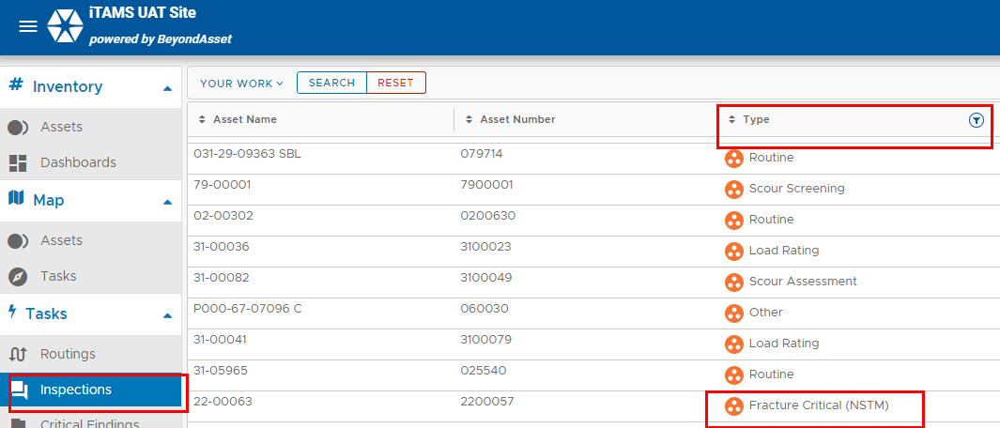 iTAMS UAT Site
powered by BeyondAsset
Inventory
Assets
Dashboards
Map
Assets
Tasks
Tasks
Routings
Inspections
Critical Findings
YOUR WORK SEARCH RESET
Asset Name Asset Number Type
031-29-09363 SBL 079714 Routine
79-00001 7900001 Scour Screening
02-00302 0200630 Routine
31-00036 3100023 Load Rating
31-00082 3100049 Scour Assessment
P000-67-07096 C 060030 Other
31-00041 3100079 Load Rating
31-05965 025540 Routine
22-00063 2200057 Fracture Critical (NSTM)